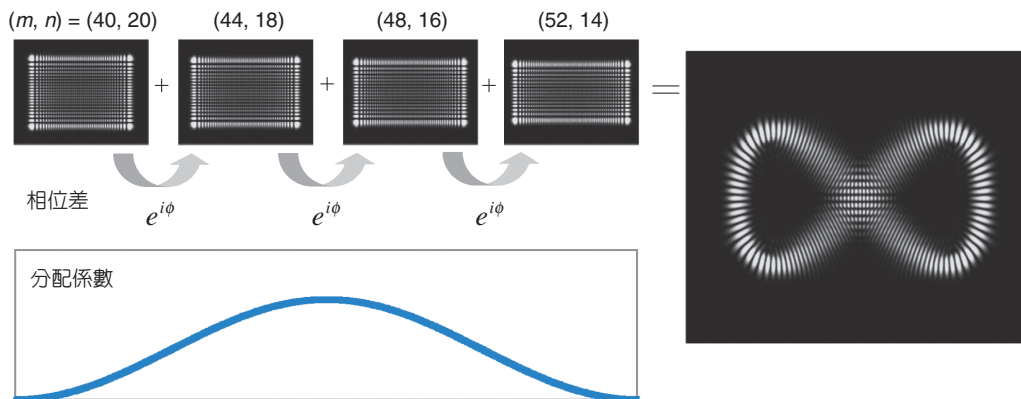 (m, n) = (40, 20) (44, 18) (48, 16) (52, 14)
+ + + =
相位差
e^{iϕ} e^{iϕ} e^{iϕ}
分配係數